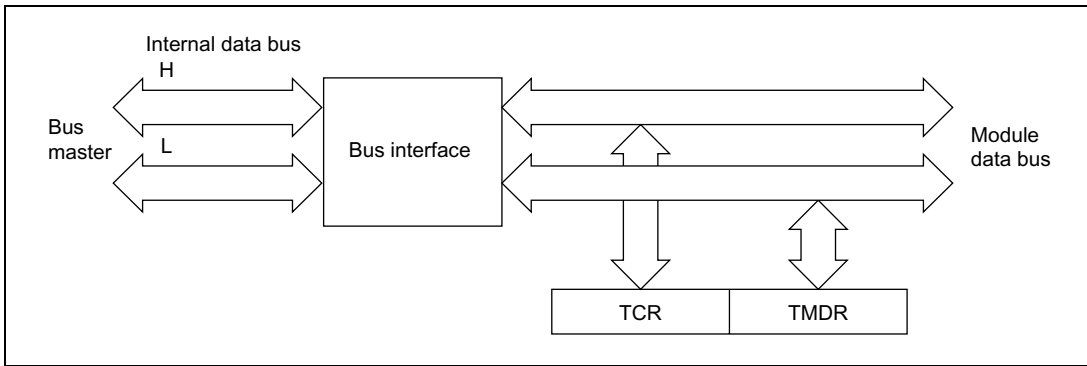 Internal data bus
H
Bus
master
L
Bus interface
Module
data bus
TCR
TMDR